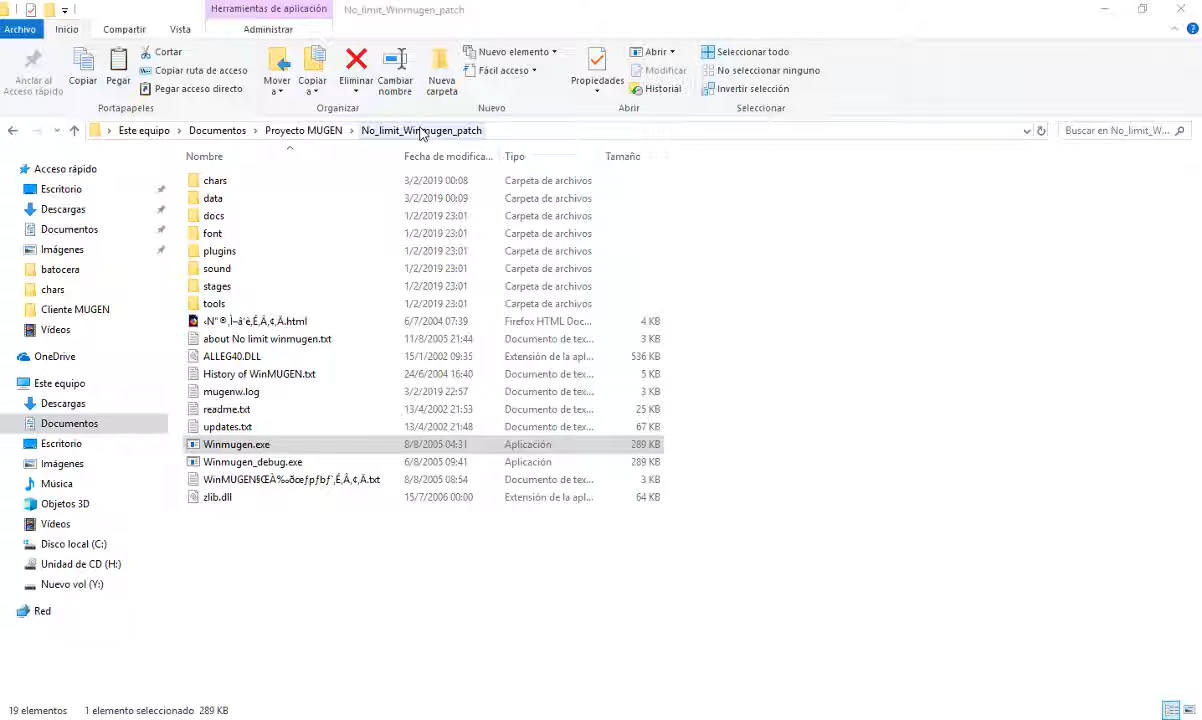 Herramientas de aplicación No_limit_Winmugen_patch
Archivo Inicio Compartir Vista Administrar
Anclar al Acceso rápido
Copiar
Pegar
Cortar
Copiar ruta de acceso
Pegar acceso directo
Portapapeles
Mover a
Copiar a
Eliminar
Cambiar nombre
Organizar
Nueva carpeta
Nuevo elemento
Fácil acceso
Nuevo
Propiedades
Abrir
Modificar
Historial
Abrir
Seleccionar todo
No seleccionar ninguno
Invertir selección
Seleccionar
Este equipo > Documentos > Proyecto MUGEN > No_limit_Winmugen_patch
Buscar en No_limit_W...
Acceso rápido
Escritorio
Descargas
Documentos
Imágenes
batocera
chars
Cliente MUGEN
Vídeos
OneDrive
Este equipo
Descargas
Documentos
Escritorio
Imágenes
Música
Objetos 3D
Vídeos
Disco local (C:)
Unidad de CD (H:)
Nuevo vol (Y:)
Red
Nombre Fecha de modifica... Tipo Tamaño
chars 3/2/2019 00:08 Carpeta de archivos
data 3/2/2019 00:09 Carpeta de archivos
docs 1/2/2019 23:01 Carpeta de archivos
font 1/2/2019 23:01 Carpeta de archivos
plugins 1/2/2019 23:01 Carpeta de archivos
sound 1/2/2019 23:01 Carpeta de archivos
stages 1/2/2019 23:01 Carpeta de archivos
tools 1/2/2019 23:01 Carpeta de archivos
6/7/2004 07:39 Firefox HTML Doc... 4 KB
about No limit winmugen.txt 11/8/2005 21:44 Documento de tex... 3 KB
ALLEG40.DLL 15/1/2002 09:35 Extensión de la apl... 536 KB
History of WinMUGEN.txt 24/6/2004 16:40 Documento de tex... 5 KB
mugenw.log 3/2/2019 22:57 Documento de tex... 3 KB
readme.txt 13/4/2002 21:53 Documento de tex... 25 KB
updates.txt 13/4/2002 21:48 Documento de tex... 67 KB
Winmugen.exe 8/8/2005 04:31 Aplicación 289 KB
Winmugen_debug.exe 6/8/2005 09:41 Aplicación 289 KB
8/8/2005 08:54 Documento de tex... 3 KB
zlib.dll 15/7/2006 00:00 Extensión de la apl... 64 KB
19 elementos 1 elemento seleccionado 289 KB